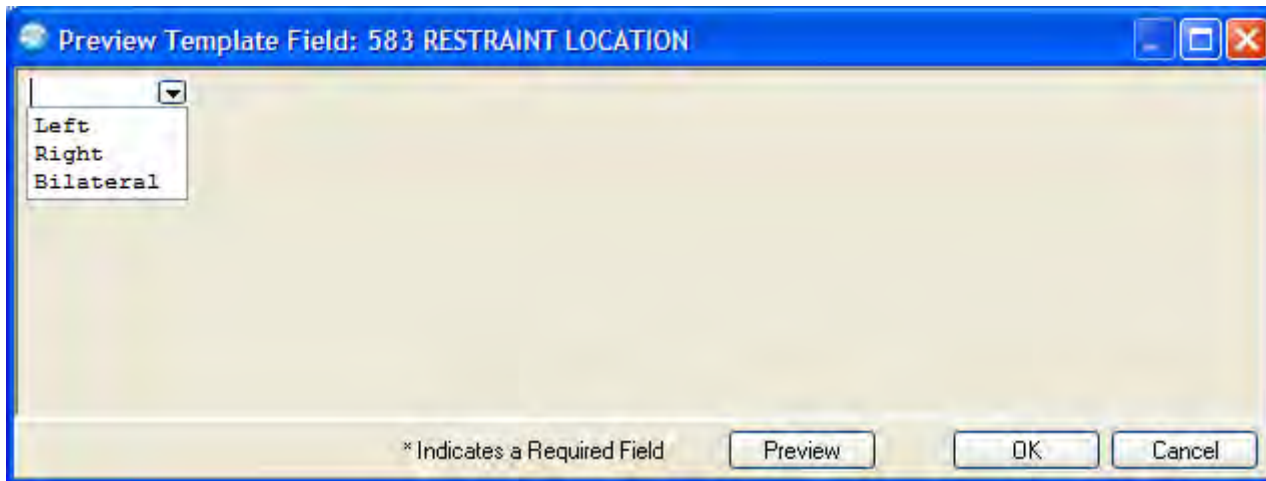 Preview Template Field: 583 RESTRAINT LOCATION
Left
Right
Bilateral
* Indicates a Required Field Preview OK Cancel